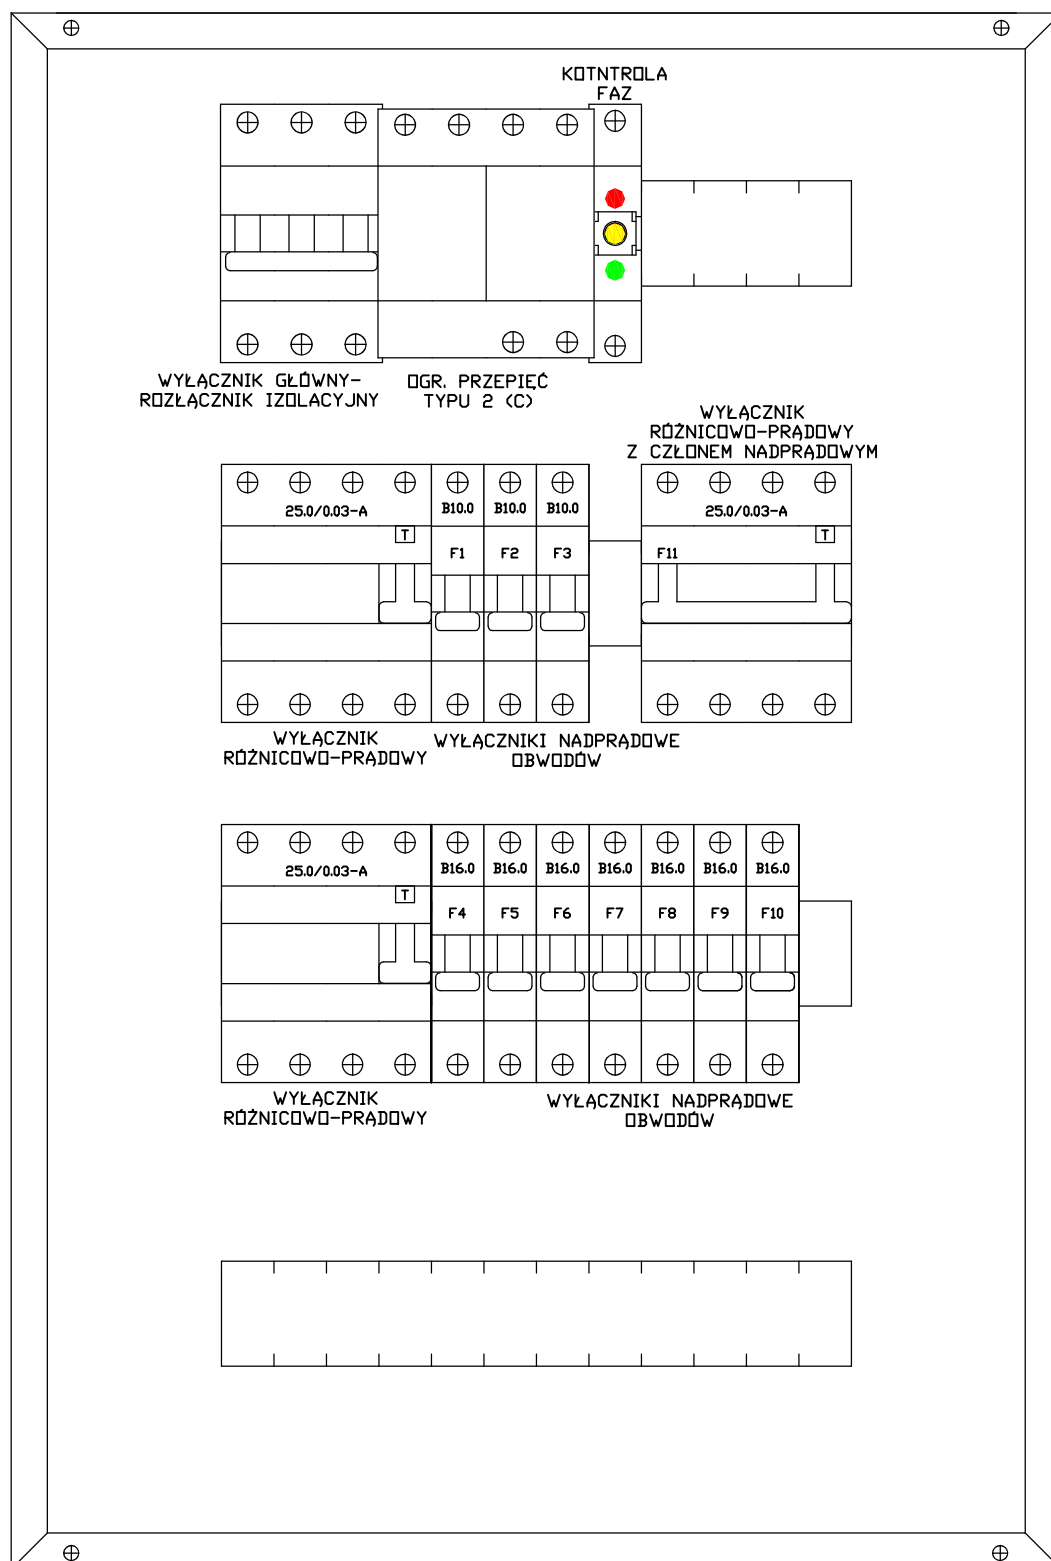 KOTNTROLA
FAZ
WYŁĄCZNIK GŁÓWNY-
ROZŁĄCZNIK IZOLACYJNY
OGR. PRZEPIĘĆ
TYPU 2 (C)
WYŁĄCZNIK
RÓŻNICOWO-PRĄDOWY
Z CZŁONEM NADPRĄDOWYM
25.0/0.03-A
B10.0
B10.0
B10.0
25.0/0.03-A
T
F1
F2
F3
F11
T
WYŁĄCZNIK
RÓŻNICOWO-PRĄDOWY
WYŁĄCZNIKI NADPRĄDOWE
OBWODÓW
25.0/0.03-A
B16.0
B16.0
B16.0
B16.0
B16.0
B16.0
B16.0
T
F4
F5
F6
F7
F8
F9
F10
WYŁĄCZNIK
RÓŻNICOWO-PRĄDOWY
WYŁĄCZNIKI NADPRĄDOWE
OBWODÓW